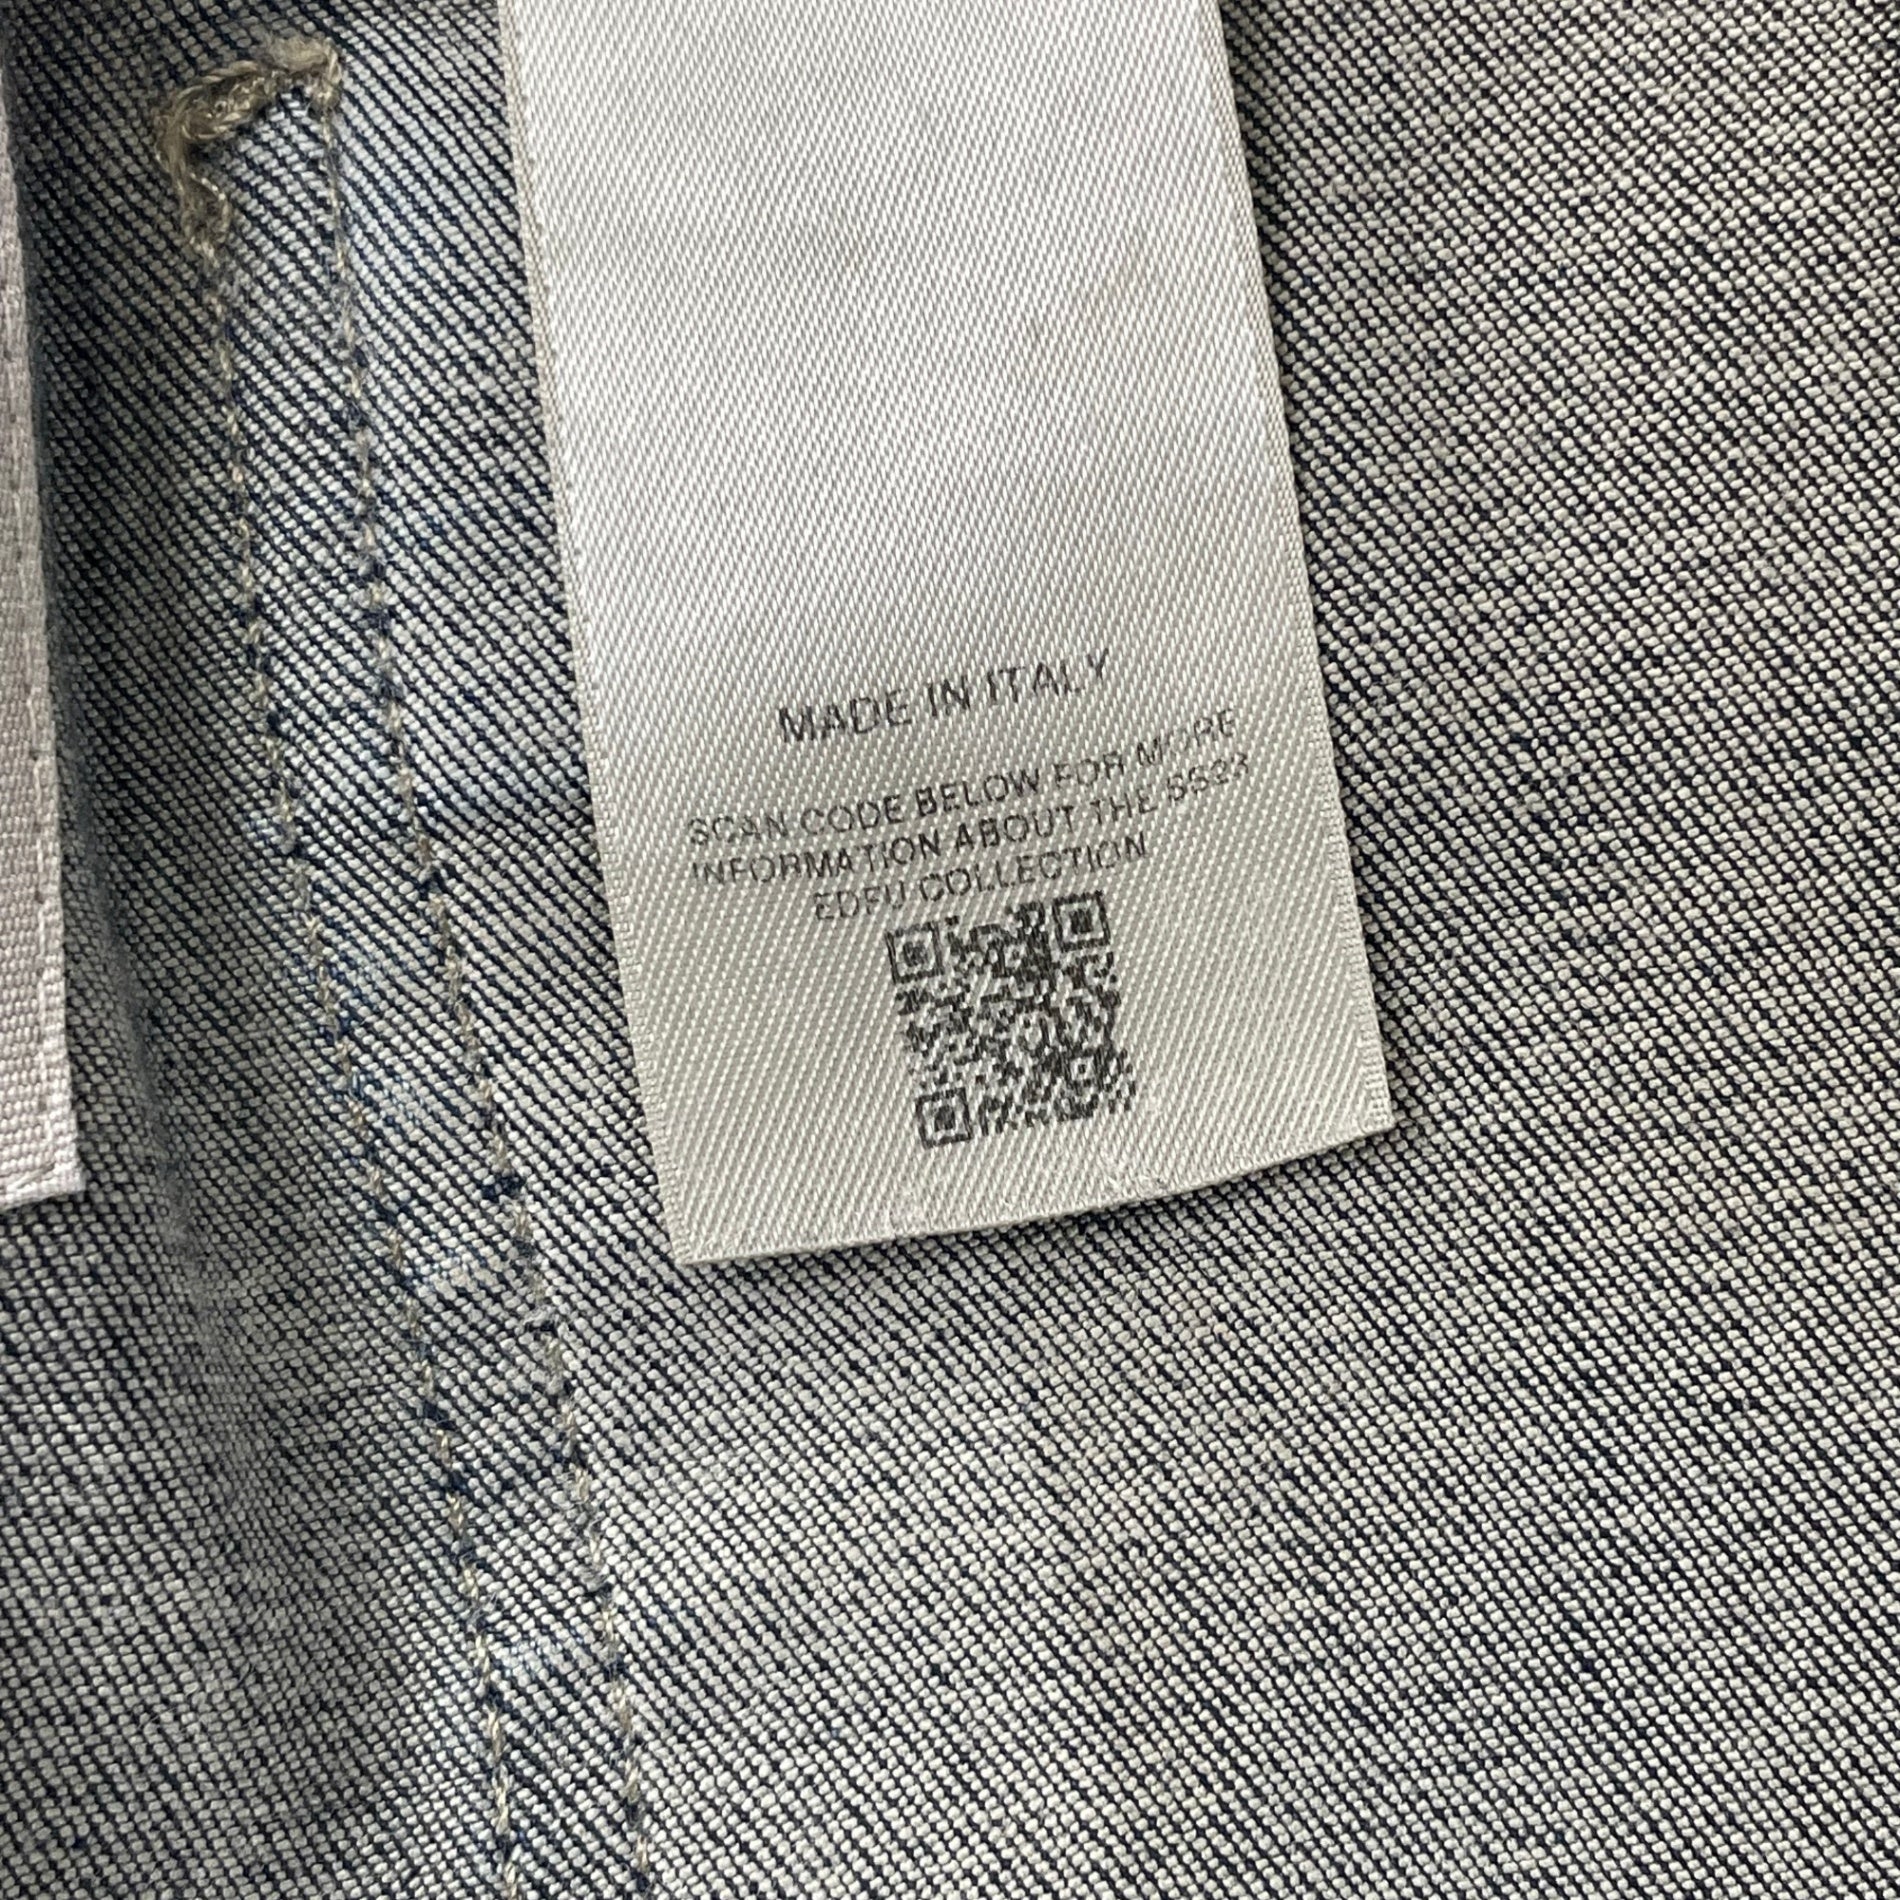 MADE IN ITALY
SCAN CODE BELOW FOR MORE
INFORMATION ABOUT THE SS23
EDFU COLLECTION